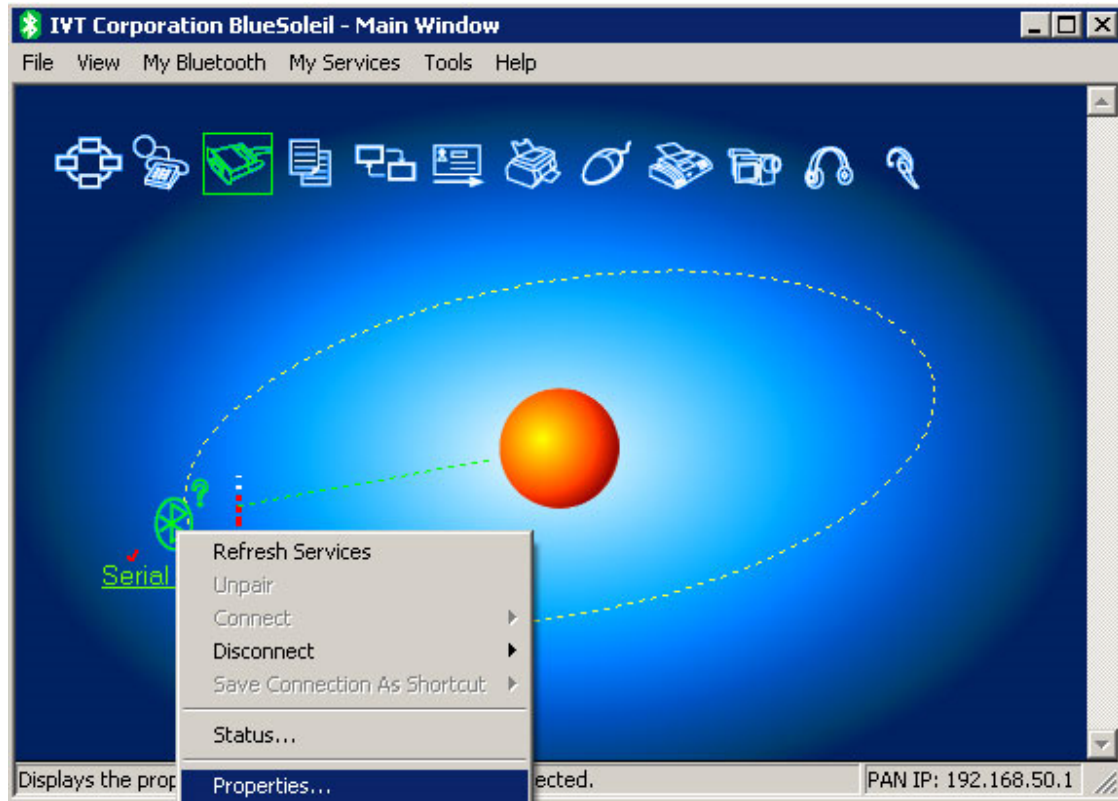 IVT Corporation BlueSoleil - Main Window
File View My Bluetooth My Services Tools Help
Serial
Refresh Services
Unpair
Connect
Disconnect
Save Connection As Shortcut
Status...
Properties...
Displays the prop ected. PAN IP: 192.168.50.1